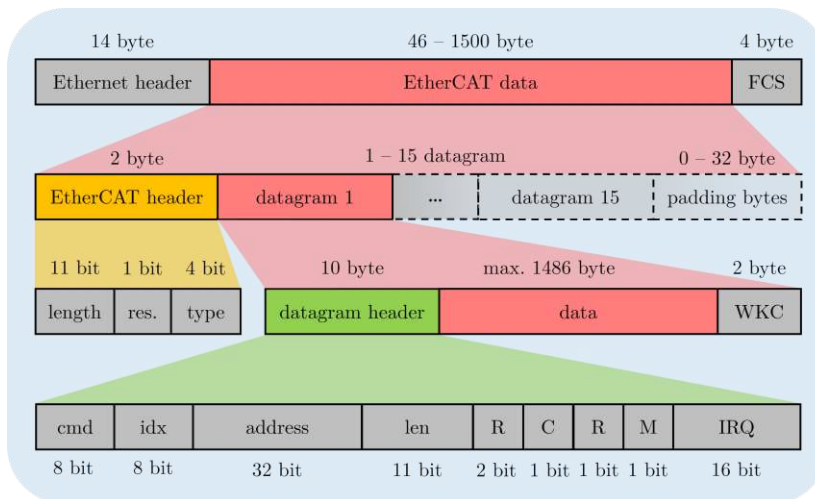 14 byte 46 – 1500 byte 4 byte
Ethernet header EtherCAT data FCS
2 byte 1 – 15 datagram 0 – 32 byte
EtherCAT header datagram 1 ... datagram 15 padding bytes
11 bit 1 bit 4 bit 10 byte max. 1486 byte 2 byte
length res. type datagram header data WKC
cmd idx address len R C R M IRQ
8 bit 8 bit 32 bit 11 bit 2 bit 1 bit 1 bit 1 bit 16 bit